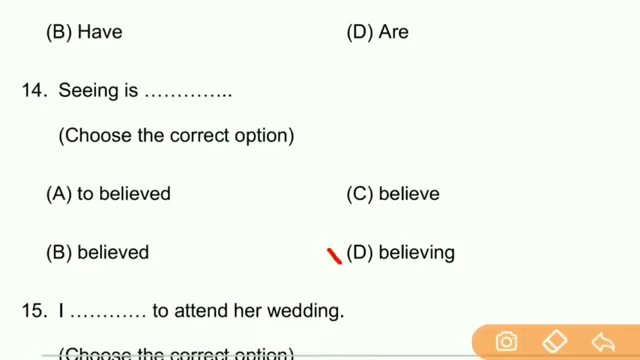 (B) Have (D) Are
14. Seeing is …………..
(Choose the correct option)
(A) to believed (C) believe
(B) believed (D) believing
15. I ………… to attend her wedding.
(Choose the correct option)